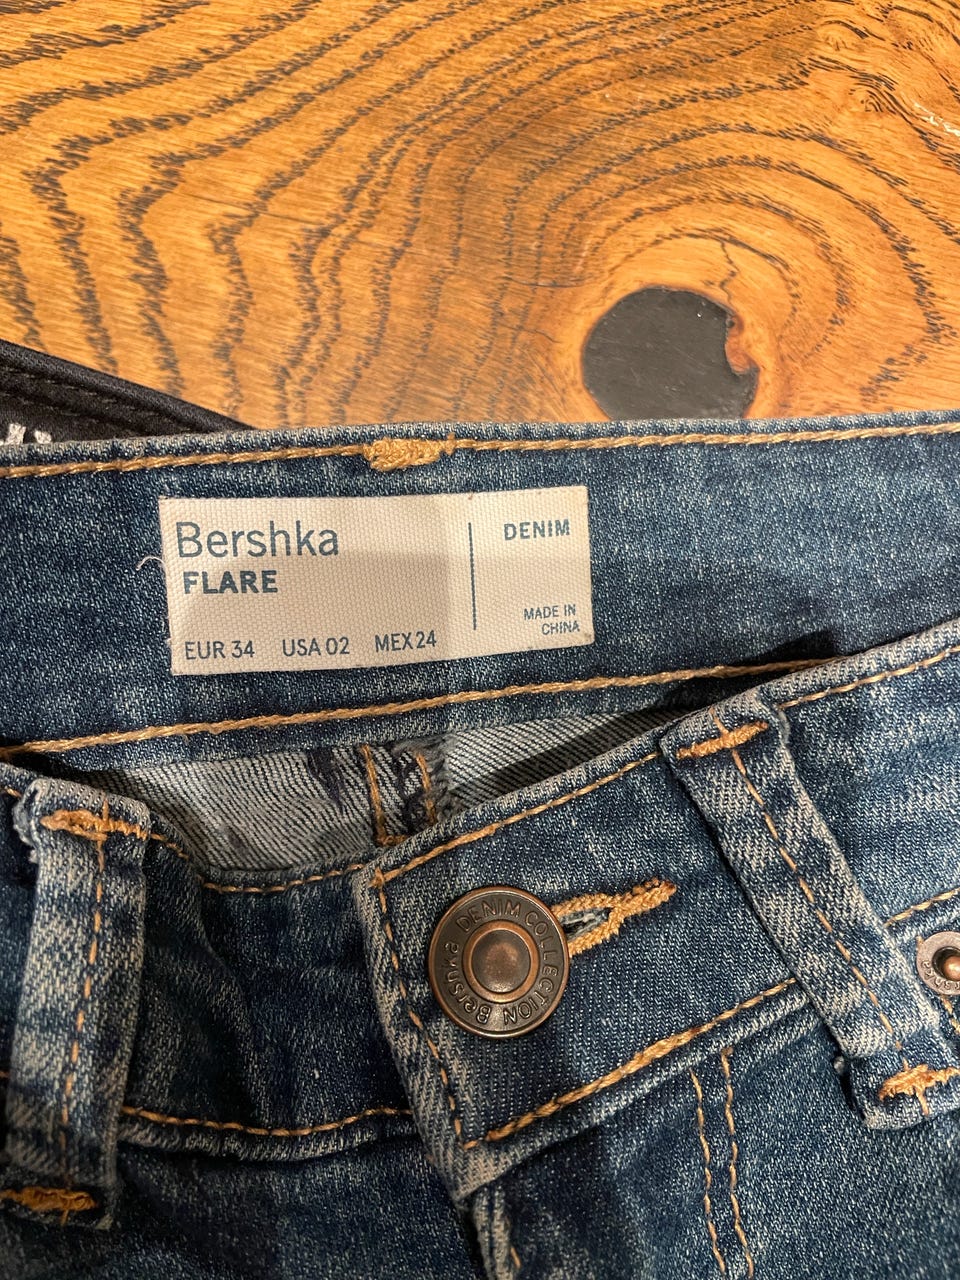 Bershka
FLARE
EUR 34 USA 02 MEX 24
DENIM
MADE IN
CHINA
DENIM COLLECTION
Bershka